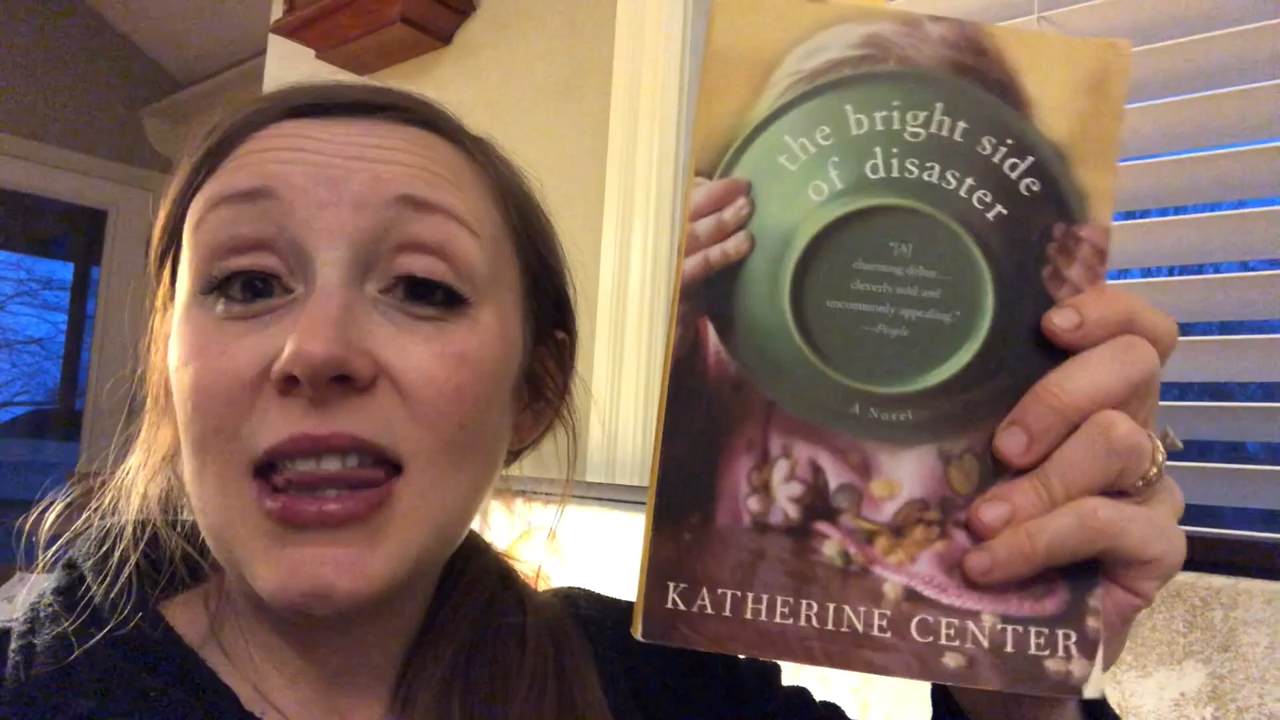 the bright side
of disaster
"[A]
charming debut...
cleverly told and
uncommonly appealing."
—People
A Novel
KATHERINE CENTER